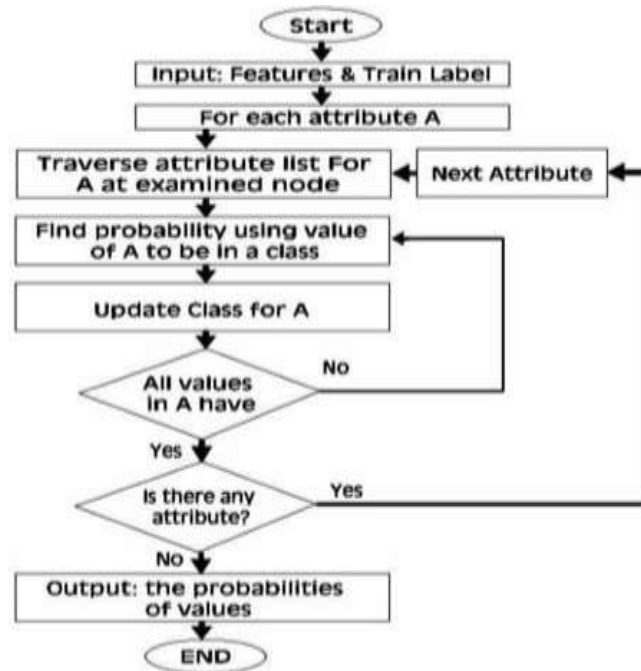 Start
Input: Features & Train Label
For each attribute A
Traverse attribute list For
A at examined node
Next Attribute
Find probability using value
of A to be in a class
Update Class for A
All values
in A have
No
Yes
Is there any
attribute?
Yes
No
Output: the probabilities
of values
END